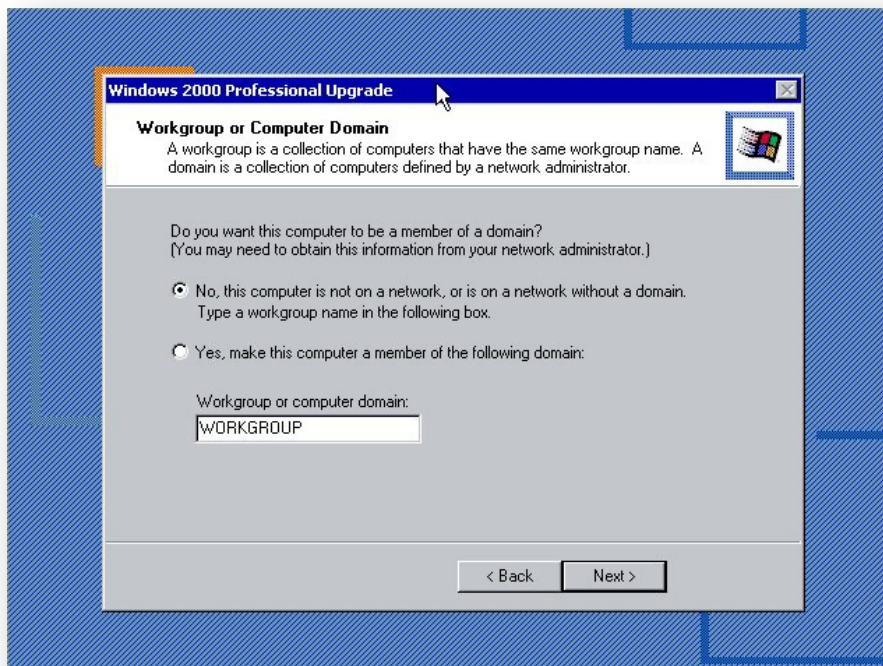 Windows 2000 Professional Upgrade
Workgroup or Computer Domain
A workgroup is a collection of computers that have the same workgroup name. A
domain is a collection of computers defined by a network administrator.
Do you want this computer to be a member of a domain?
(You may need to obtain this information from your network administrator.)
No, this computer is not on a network, or is on a network without a domain.
Type a workgroup name in the following box.
Yes, make this computer a member of the following domain:
Workgroup or computer domain:
WORKGROUP
< Back Next >